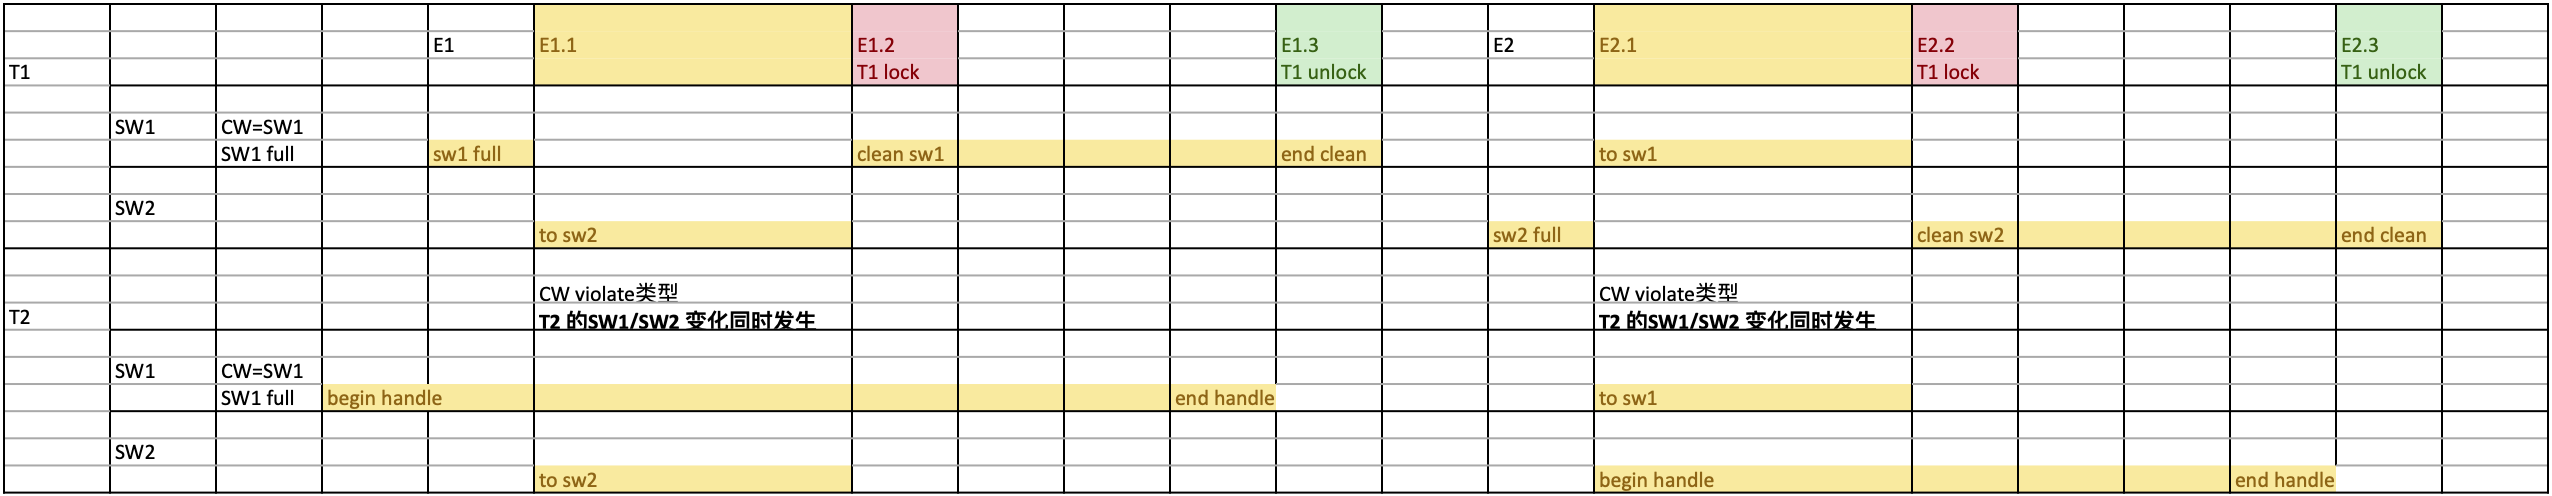 E1 E1.1 E1.2 E1.3 E2 E2.1 E2.2 E2.3
T1 T1 lock T1 unlock T1 lock T1 unlock
SW1 CW=SW1
SW1 full sw1 full clean sw1 end clean to sw1
SW2
to sw2 sw2 full clean sw2 end clean
CW violate类型 CW violate类型
T2 T2 的SW1/SW2 变化同时发生 T2 的SW1/SW2 变化同时发生
SW1 CW=SW1
SW1 full begin handle end handle to sw1
SW2
to sw2 begin handle end handle